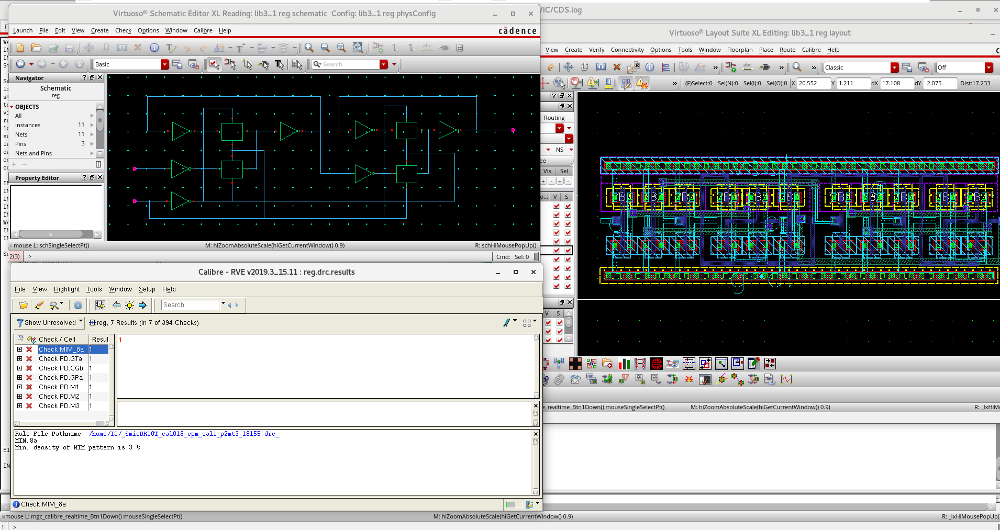 Virtuoso® Schematic Editor XL Reading: lib3_1 reg schematic  Config: lib3_1 reg physConfig
Launch File Edit View Create Check Options Window Calibre Help
cādence
Basic
Search
Navigator
Schematic
reg
OBJECTS
All
Instances 11
Nets 11
Pins 3
Nets and Pins
Property Editor
mouse L: schSingleSelectPt() M: hiZoomAbsoluteScale(hiGetCurrentWindow() 0.9) R: schHiMousePopUp()
2(3) > Cmd: Sel: 0
IC/CDS.log
Virtuoso® Layout Suite XL Editing: lib3_1 reg layout
View Create Verify Connectivity Options Tools Window Research Floorplan Place Route Calibre Help
Classic
Off
(F)Select:0 Sel(N):0 Sel(I):0 Sel(O):0 X 20.552 Y 1.211 dX 17.108 dY -2.075 Dist:17.233
Routing
NS
ee
Vis Sel
+ - + -
o... V S
V S
gnd!
_realtime_Btn1Down() mouseSingleSelectPt() M: hiZoomAbsoluteScale(hiGetCurrentWindow() 0.9) R: _lxHiM
Calibre - RVE v2019.3_15.11 : reg.drc.results
File View Highlight Tools Window Setup Help
Search
Show Unresolved
reg, 7 Results (in 7 of 394 Checks)
Check / Cell Resul
Check MIM_8a 1
Check PD.GTa 1
Check PD.CGb 1
Check PD.GPa 1
Check PD.M1 1
Check PD.M2 1
Check PD.M3 1
1
Rule File Pathname: /home/IC/_SmicDR10T_cal018_epm_sali_p2mt3_18155.drc_
MIM.8a
Min. density of MIM pattern is 3 %
Check MIM_8a
mouse L: mgc_calibre_realtime_Btn1Down() mouseSingleSelectPt() M: hiZoomAbsoluteScale(hiGetCurrentWindow() 0.9) R: _lxHiMousePopUp(
1 >